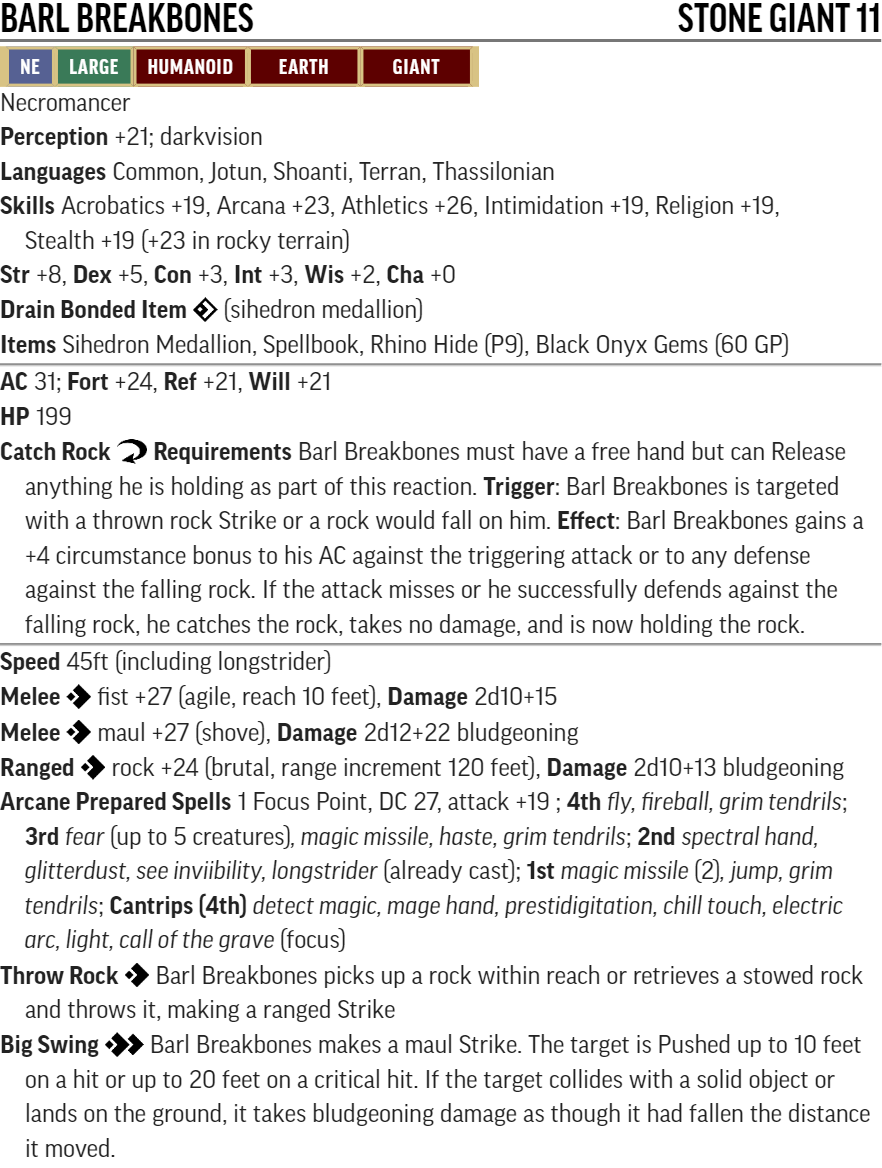 BARL BREAKBONES STONE GIANT 11
NE LARGE HUMANOID EARTH GIANT
Necromancer
Perception +21; darkvision
Languages Common, Jotun, Shoanti, Terran, Thassilonian
Skills Acrobatics +19, Arcana +23, Athletics +26, Intimidation +19, Religion +19,
Stealth +19 (+23 in rocky terrain)
Str +8, Dex +5, Con +3, Int +3, Wis +2, Cha +0
Drain Bonded Item (sihedron medallion)
Items Sihedron Medallion, Spellbook, Rhino Hide (P9), Black Onyx Gems (60 GP)
AC 31; Fort +24, Ref +21, Will +21
HP 199
Catch Rock Requirements Barl Breakbones must have a free hand but can Release
anything he is holding as part of this reaction. Trigger: Barl Breakbones is targeted
with a thrown rock Strike or a rock would fall on him. Effect: Barl Breakbones gains a
+4 circumstance bonus to his AC against the triggering attack or to any defense
against the falling rock. If the attack misses or he successfully defends against the
falling rock, he catches the rock, takes no damage, and is now holding the rock.
Speed 45ft (including longstrider)
Melee fist +27 (agile, reach 10 feet), Damage 2d10+15
Melee maul +27 (shove), Damage 2d12+22 bludgeoning
Ranged rock +24 (brutal, range increment 120 feet), Damage 2d10+13 bludgeoning
Arcane Prepared Spells 1 Focus Point, DC 27, attack +19 ; 4th fly, fireball, grim tendrils;
3rd fear (up to 5 creatures), magic missile, haste, grim tendrils; 2nd spectral hand,
glitterdust, see inviibility, longstrider (already cast); 1st magic missile (2), jump, grim
tendrils; Cantrips (4th) detect magic, mage hand, prestidigitation, chill touch, electric
arc, light, call of the grave (focus)
Throw Rock Barl Breakbones picks up a rock within reach or retrieves a stowed rock
and throws it, making a ranged Strike
Big Swing Barl Breakbones makes a maul Strike. The target is Pushed up to 10 feet
on a hit or up to 20 feet on a critical hit. If the target collides with a solid object or
lands on the ground, it takes bludgeoning damage as though it had fallen the distance
it moved.